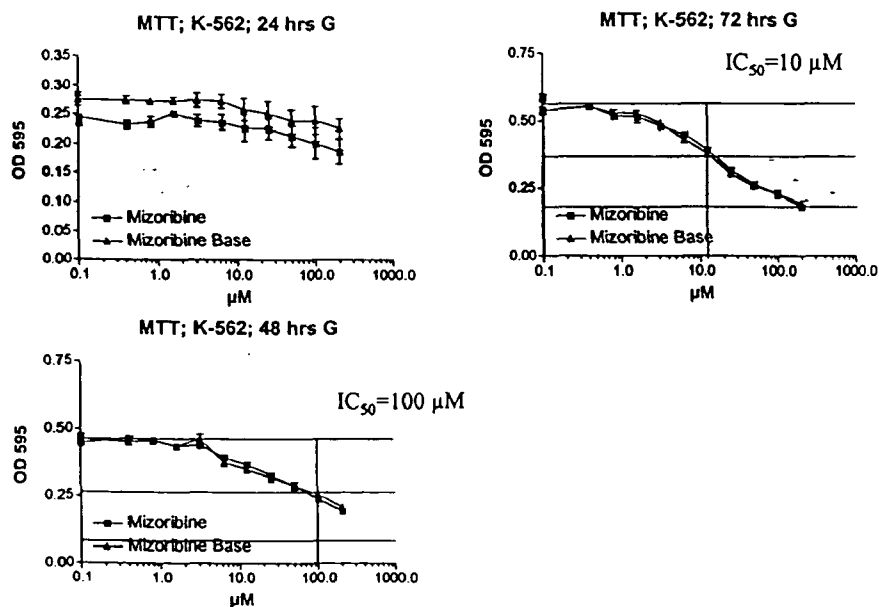 MTT; K-562; 24 hrs G
OD 595
0.35
0.30
0.25
0.20
0.15
0.10
0.05
0.00
Mizoribine
Mizoribine Base
0.1 1.0 10.0 100.0 1000.0
µM
MTT; K-562; 72 hrs G
IC50=10 µM
OD 595
0.75
0.50
0.25
0.00
Mizoribine
Mizoribine Base
0.1 1.0 10.0 100.0 1000.0
µM
MTT; K-562; 48 hrs G
IC50=100 µM
OD 595
0.75
0.50
0.25
0.00
Mizoribine
Mizoribine Base
0.1 1.0 10.0 100.0 1000.0
µM